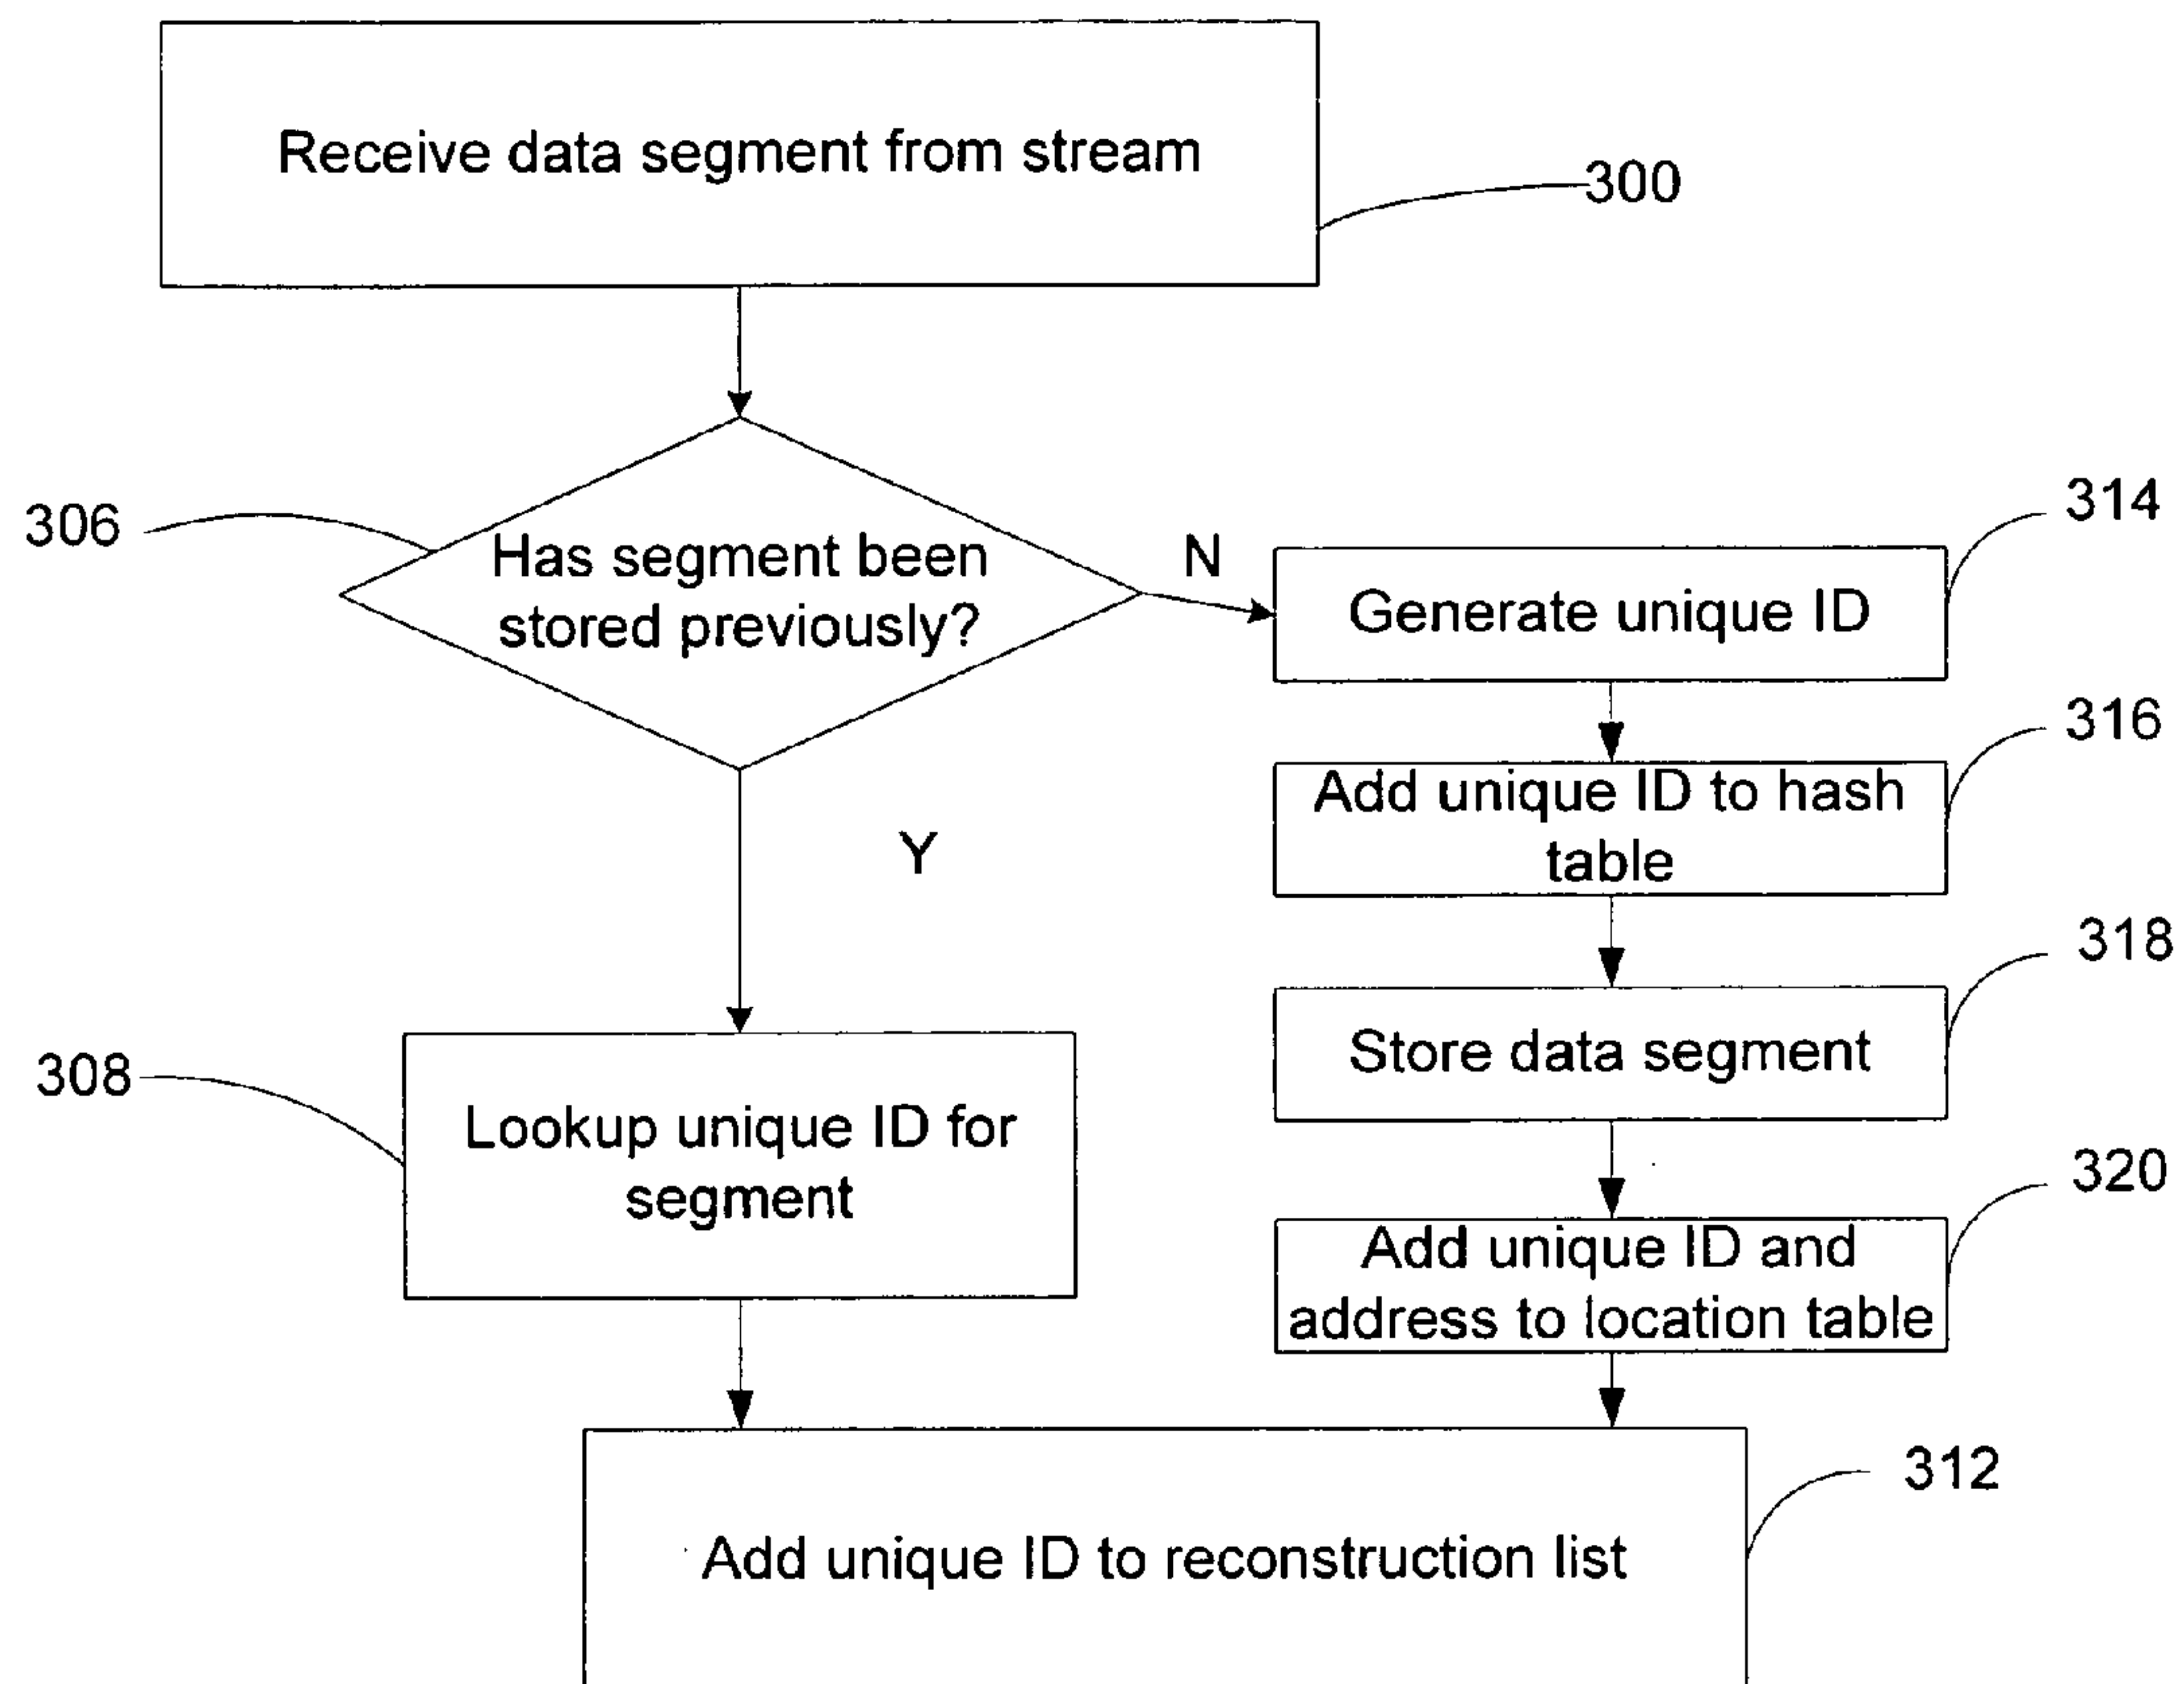 Receive data segment from stream
300
306
Has segment been
stored previously?
N
314
Generate unique ID
316
Add unique ID to hash
table
Y
318
Store data segment
308
Lookup unique ID for
segment
320
Add unique ID and
address to location table
312
Add unique ID to reconstruction list